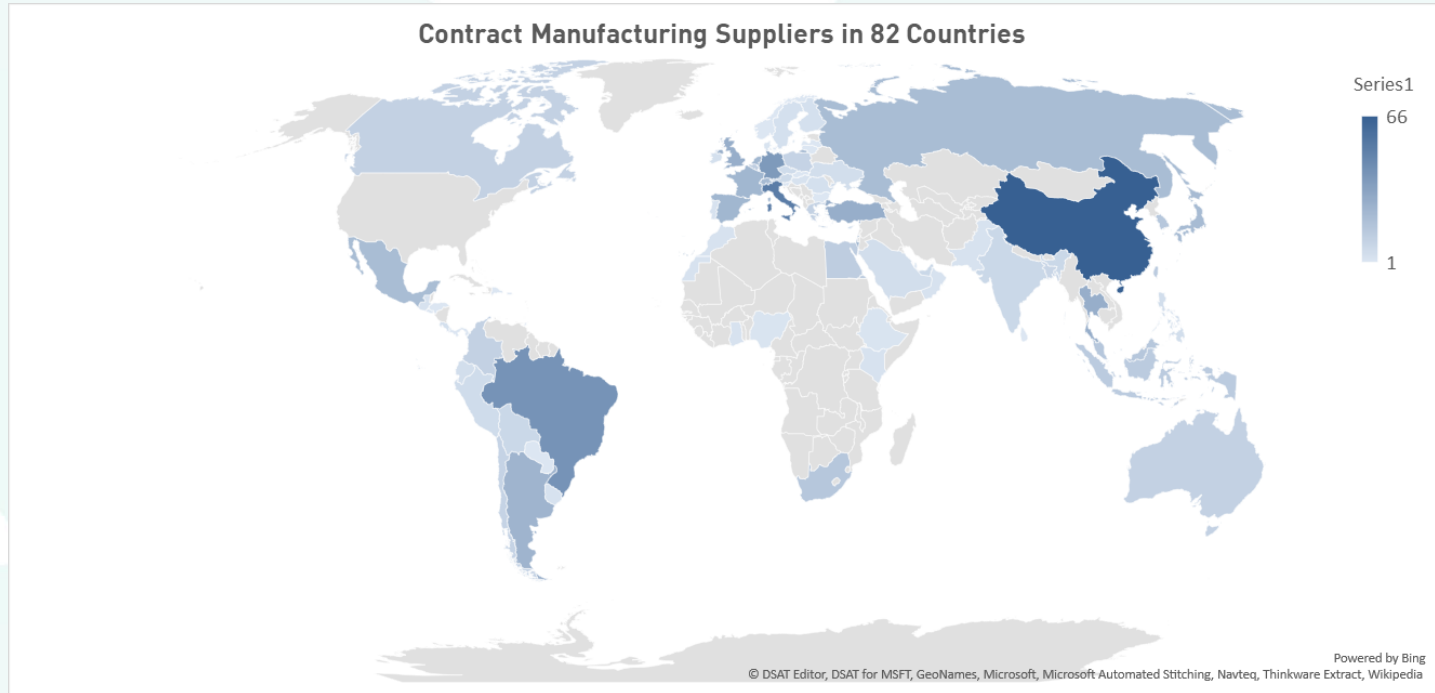 Contract Manufacturing Suppliers in 82 Countries
Series1
66
1
Powered by Bing
© DSAT Editor, DSAT for MSFT, GeoNames, Microsoft, Microsoft Automated Stitching, Navteq, Thinkware Extract, Wikipedia